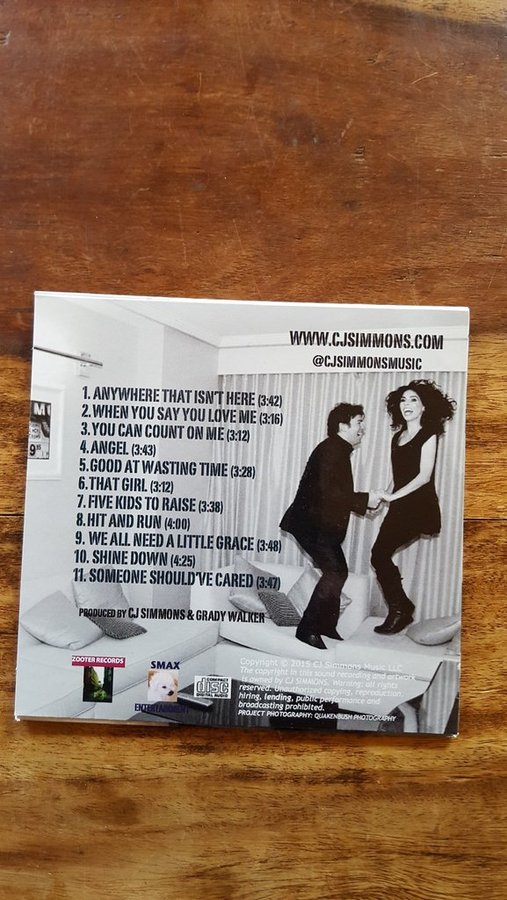 WWW.CJSIMMONS.COM
@CJSIMMONSMUSIC
1. ANYWHERE THAT ISN'T HERE (3:42)
2. WHEN YOU SAY YOU LOVE ME (3:16)
3. YOU CAN COUNT ON ME (3:12)
4. ANGEL (3:43)
5. GOOD AT WASTING TIME (3:28)
6. THAT GIRL (3:12)
7. FIVE KIDS TO RAISE (3:38)
8. HIT AND RUN (4:00)
9. WE ALL NEED A LITTLE GRACE (3:48)
10. SHINE DOWN (4:25)
11. SOMEONE SHOULD'VE CARED (3:47)
PRODUCED BY CJ SIMMONS & GRADY WALKER
ZOOTER RECORDS
SMAX
ENTERTAINMENT
COMPACT
disc
Copyright © 2015 CJ Simmons Music LLC
The copyright in this sound recording and artwork
is owned by CJ SIMMONS. Warning: all rights
reserved. Unauthorized copying, reproduction,
hiring, lending, public performance and
broadcasting prohibited.
PROJECT PHOTOGRAPHY: QUAKENBUSH PHOTOGRAPHY